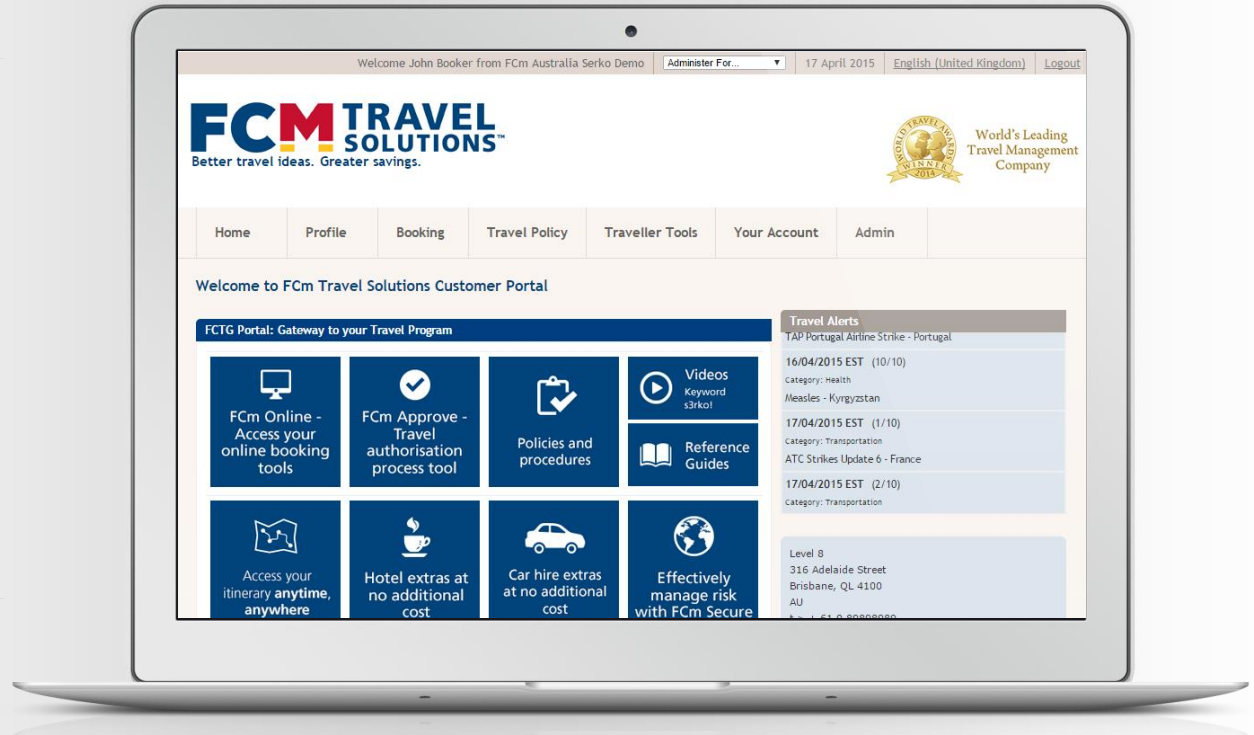 Welcome John Booker from FCm Australia Serko Demo
Administer For...
17 April 2015
English (United Kingdom)
Logout
FCM TRAVEL
SOLUTIONS™
Better travel ideas. Greater savings.
WORLD TRAVEL AWARDS
WINNER
2014
World's Leading
Travel Management
Company
Home
Profile
Booking
Travel Policy
Traveller Tools
Your Account
Admin
Welcome to FCm Travel Solutions Customer Portal
FCTG Portal: Gateway to your Travel Program
FCm Online -
Access your
online booking
tools
FCm Approve -
Travel
authorisation
process tool
Policies and
procedures
Videos
Keyword
s3rko!
Reference
Guides
Access your
itinerary anytime,
anywhere
Hotel extras at
no additional
cost
Car hire extras
at no additional
cost
Effectively
manage risk
with FCm Secure
Travel Alerts
TAP Portugal Airline Strike - Portugal
16/04/2015 EST (10/10)
Category: Health
Measles - Kyrgyzstan
17/04/2015 EST (1/10)
Category: Transportation
ATC Strikes Update 6 - France
17/04/2015 EST (2/10)
Category: Transportation
Level 8
316 Adelaide Street
Brisbane, QL 4100
AU